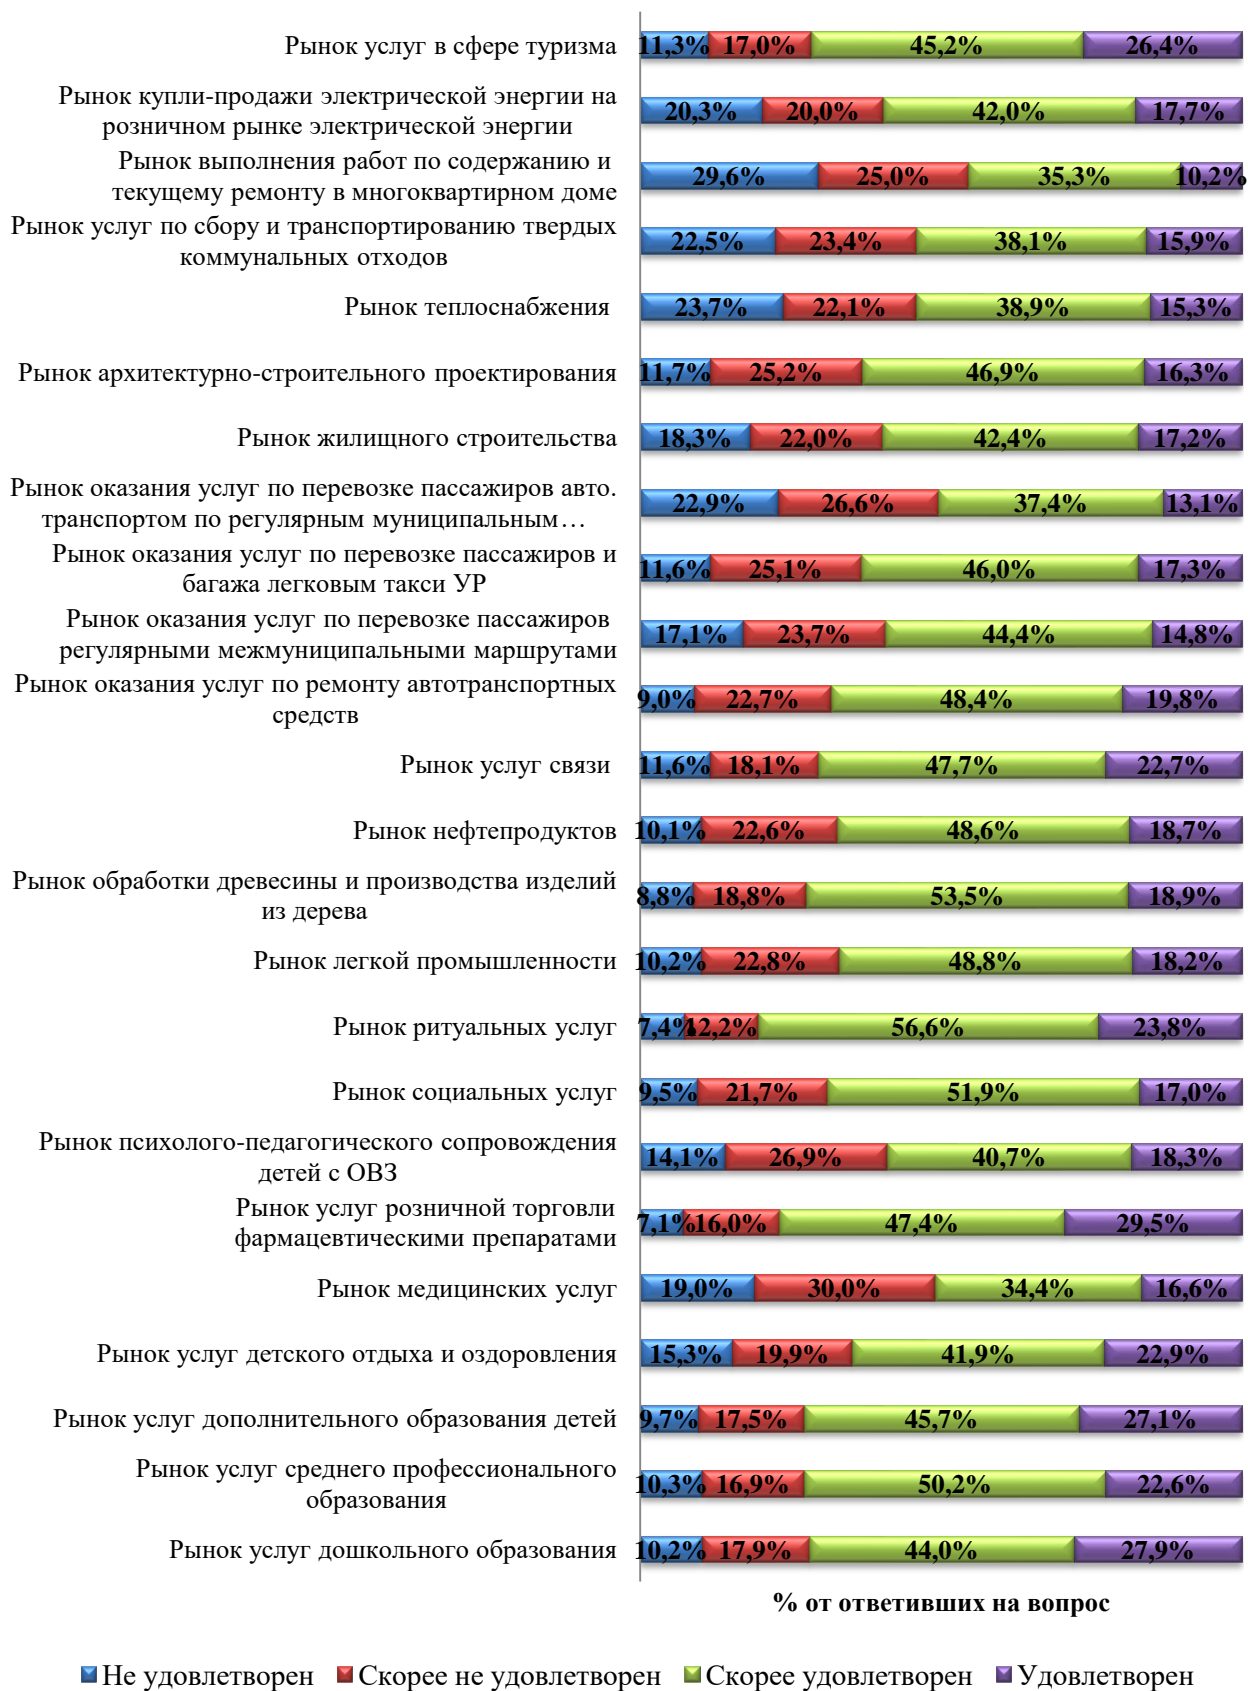 Рынок услуг в сфере туризма
11,3% 17,0% 45,2% 26,4%
Рынок купли-продажи электрической энергии на
розничном рынке электрической энергии
20,3% 20,0% 42,0% 17,7%
Рынок выполнения работ по содержанию и
текущему ремонту в многоквартирном доме
29,6% 25,0% 35,3% 10,2%
Рынок услуг по сбору и транспортированию твердых
коммунальных отходов
22,5% 23,4% 38,1% 15,9%
Рынок теплоснабжения
23,7% 22,1% 38,9% 15,3%
Рынок архитектурно-строительного проектирования
11,7% 25,2% 46,9% 16,3%
Рынок жилищного строительства
18,3% 22,0% 42,4% 17,2%
Рынок оказания услуг по перевозке пассажиров авто.
транспортом по регулярным муниципальным…
22,9% 26,6% 37,4% 13,1%
Рынок оказания услуг по перевозке пассажиров и
багажа легковым такси УР
11,6% 25,1% 46,0% 17,3%
Рынок оказания услуг по перевозке пассажиров
регулярными межмуниципальными маршрутами
17,1% 23,7% 44,4% 14,8%
Рынок оказания услуг по ремонту автотранспортных
средств
9,0% 22,7% 48,4% 19,8%
Рынок услуг связи
11,6% 18,1% 47,7% 22,7%
Рынок нефтепродуктов
10,1% 22,6% 48,6% 18,7%
Рынок обработки древесины и производства изделий
из дерева
8,8% 18,8% 53,5% 18,9%
Рынок легкой промышленности
10,2% 22,8% 48,8% 18,2%
Рынок ритуальных услуг
7,4% 12,2% 56,6% 23,8%
Рынок социальных услуг
9,5% 21,7% 51,9% 17,0%
Рынок психолого-педагогического сопровождения
детей с ОВЗ
14,1% 26,9% 40,7% 18,3%
Рынок услуг розничной торговли
фармацевтическими препаратами
7,1% 16,0% 47,4% 29,5%
Рынок медицинских услуг
19,0% 30,0% 34,4% 16,6%
Рынок услуг детского отдыха и оздоровления
15,3% 19,9% 41,9% 22,9%
Рынок услуг дополнительного образования детей
9,7% 17,5% 45,7% 27,1%
Рынок услуг среднего профессионального
образования
10,3% 16,9% 50,2% 22,6%
Рынок услуг дошкольного образования
10,2% 17,9% 44,0% 27,9%
% от ответивших на вопрос
Не удовлетворен Скорее не удовлетворен Скорее удовлетворен Удовлетворен